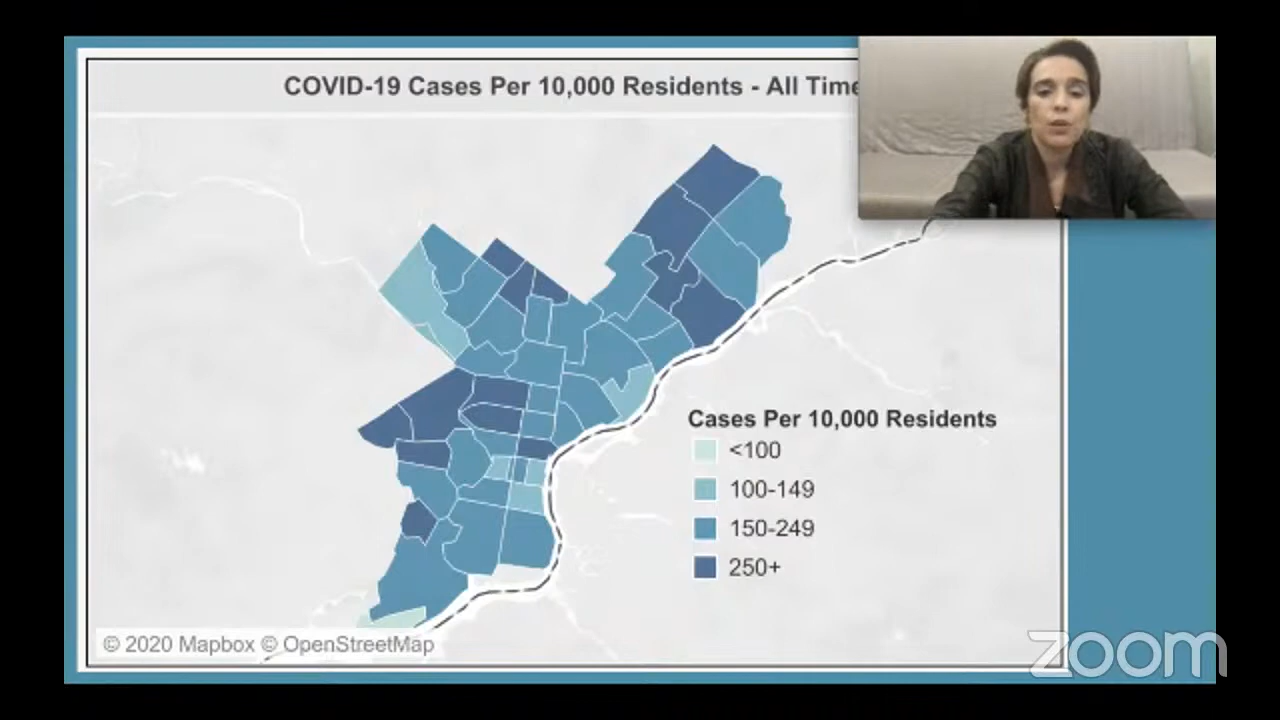 COVID-19 Cases Per 10,000 Residents - All Time
Cases Per 10,000 Residents
<100
100-149
150-249
250+
© 2020 Mapbox © OpenStreetMap
zoom